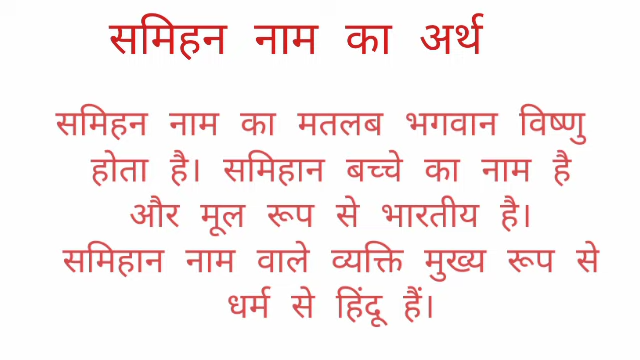 समिहन नाम का अर्थ
समिहन नाम का मतलब भगवान विष्णु
होता है। समिहान बच्चे का नाम है
और मूल रूप से भारतीय है।
समिहान नाम वाले व्यक्ति मुख्य रूप से
धर्म से हिंदू हैं।